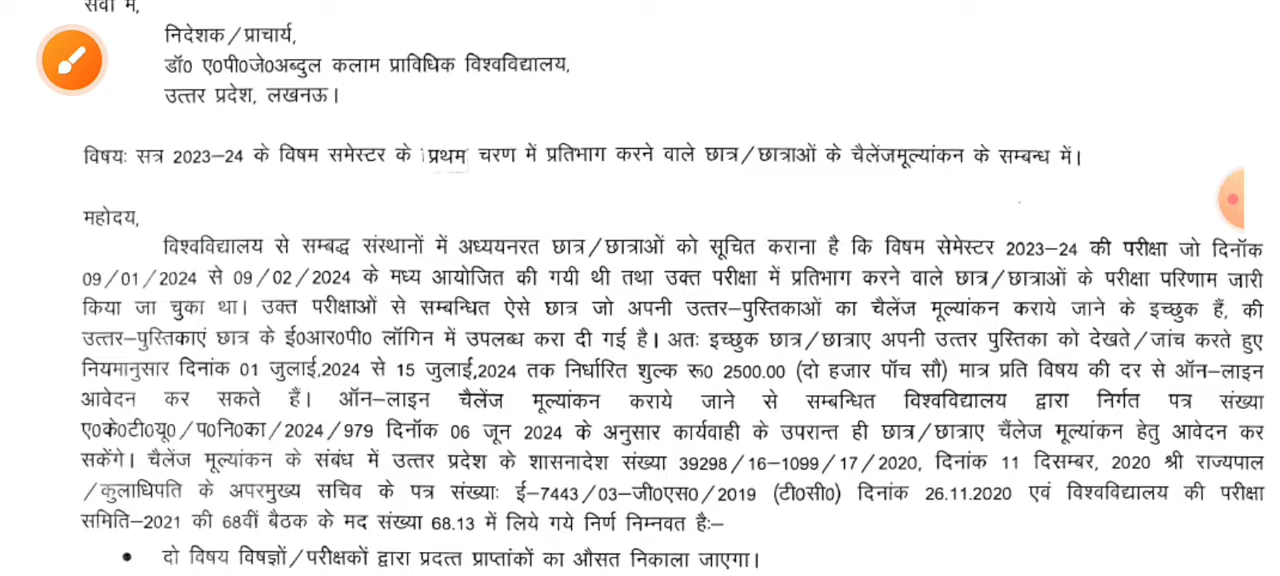 सेवा में,
निदेशक/प्राचार्य,
डॉ0 ए0पी0जे0अब्दुल कलाम प्राविधिक विश्वविद्यालय,
उत्तर प्रदेश, लखनऊ।
विषयः सत्र 2023–24 के विषम समेस्टर के प्रथम चरण में प्रतिभाग करने वाले छात्र/छात्राओं के चैलेंजमूल्यांकन के सम्बन्ध में।
महोदय,
विश्वविद्यालय से सम्बद्ध संस्थानों में अध्ययनरत छात्र/छात्राओं को सूचित कराना है कि विषम सेमेस्टर 2023–24 की परीक्षा जो दिनॉक
09/01/2024 से 09/02/2024 के मध्य आयोजित की गयी थी तथा उक्त परीक्षा में प्रतिभाग करने वाले छात्र/छात्राओं के परीक्षा परिणाम जारी
किया जा चुका था। उक्त परीक्षाओं से सम्बन्धित ऐसे छात्र जो अपनी उत्तर–पुस्तिकाओं का चैलेंज मूल्यांकन कराये जाने के इच्छुक हैं, की
उत्तर–पुस्तिकाएं छात्र के ई0आर0पी0 लॉगिन में उपलब्ध करा दी गई है। अतः इच्छुक छात्र/छात्राए अपनी उत्तर पुस्तिका को देखते/जांच करते हुए
नियमानुसार दिनांक 01 जुलाई,2024 से 15 जुलाई,2024 तक निर्धारित शुल्क रू0 2500.00 (दो हजार पॉच सौ) मात्र प्रति विषय की दर से ऑन–लाइन
आवेदन कर सकते हैं। ऑन–लाइन चैलेंज मूल्यांकन कराये जाने से सम्बन्धित विश्वविद्यालय द्वारा निर्गत पत्र संख्या
ए0के0टी0यू0/प0नि0का/2024/979 दिनॉक 06 जून 2024 के अनुसार कार्यवाही के उपरान्त ही छात्र/छात्राए चैंलेज मूल्यांकन हेतु आवेदन कर
सकेंगे। चैलेंज मूल्यांकन के संबंध में उत्तर प्रदेश के शासनादेश संख्या 39298/16–1099/17/2020, दिनांक 11 दिसम्बर, 2020 श्री राज्यपाल
/कुलाधिपति के अपरमुख्य सचिव के पत्र संख्याः ई–7443/03–जी0एस0/2019 (टी0सी0) दिनांक 26.11.2020 एवं विश्वविद्यालय की परीक्षा
समिति–2021 की 68वीं बैठक के मद संख्या 68.13 में लिये गये निर्ण निम्नवत हैः–
• दो विषय विषज्ञों/परीक्षकों द्वारा प्रदत्त प्राप्तांकों का औसत निकाला जाएगा।